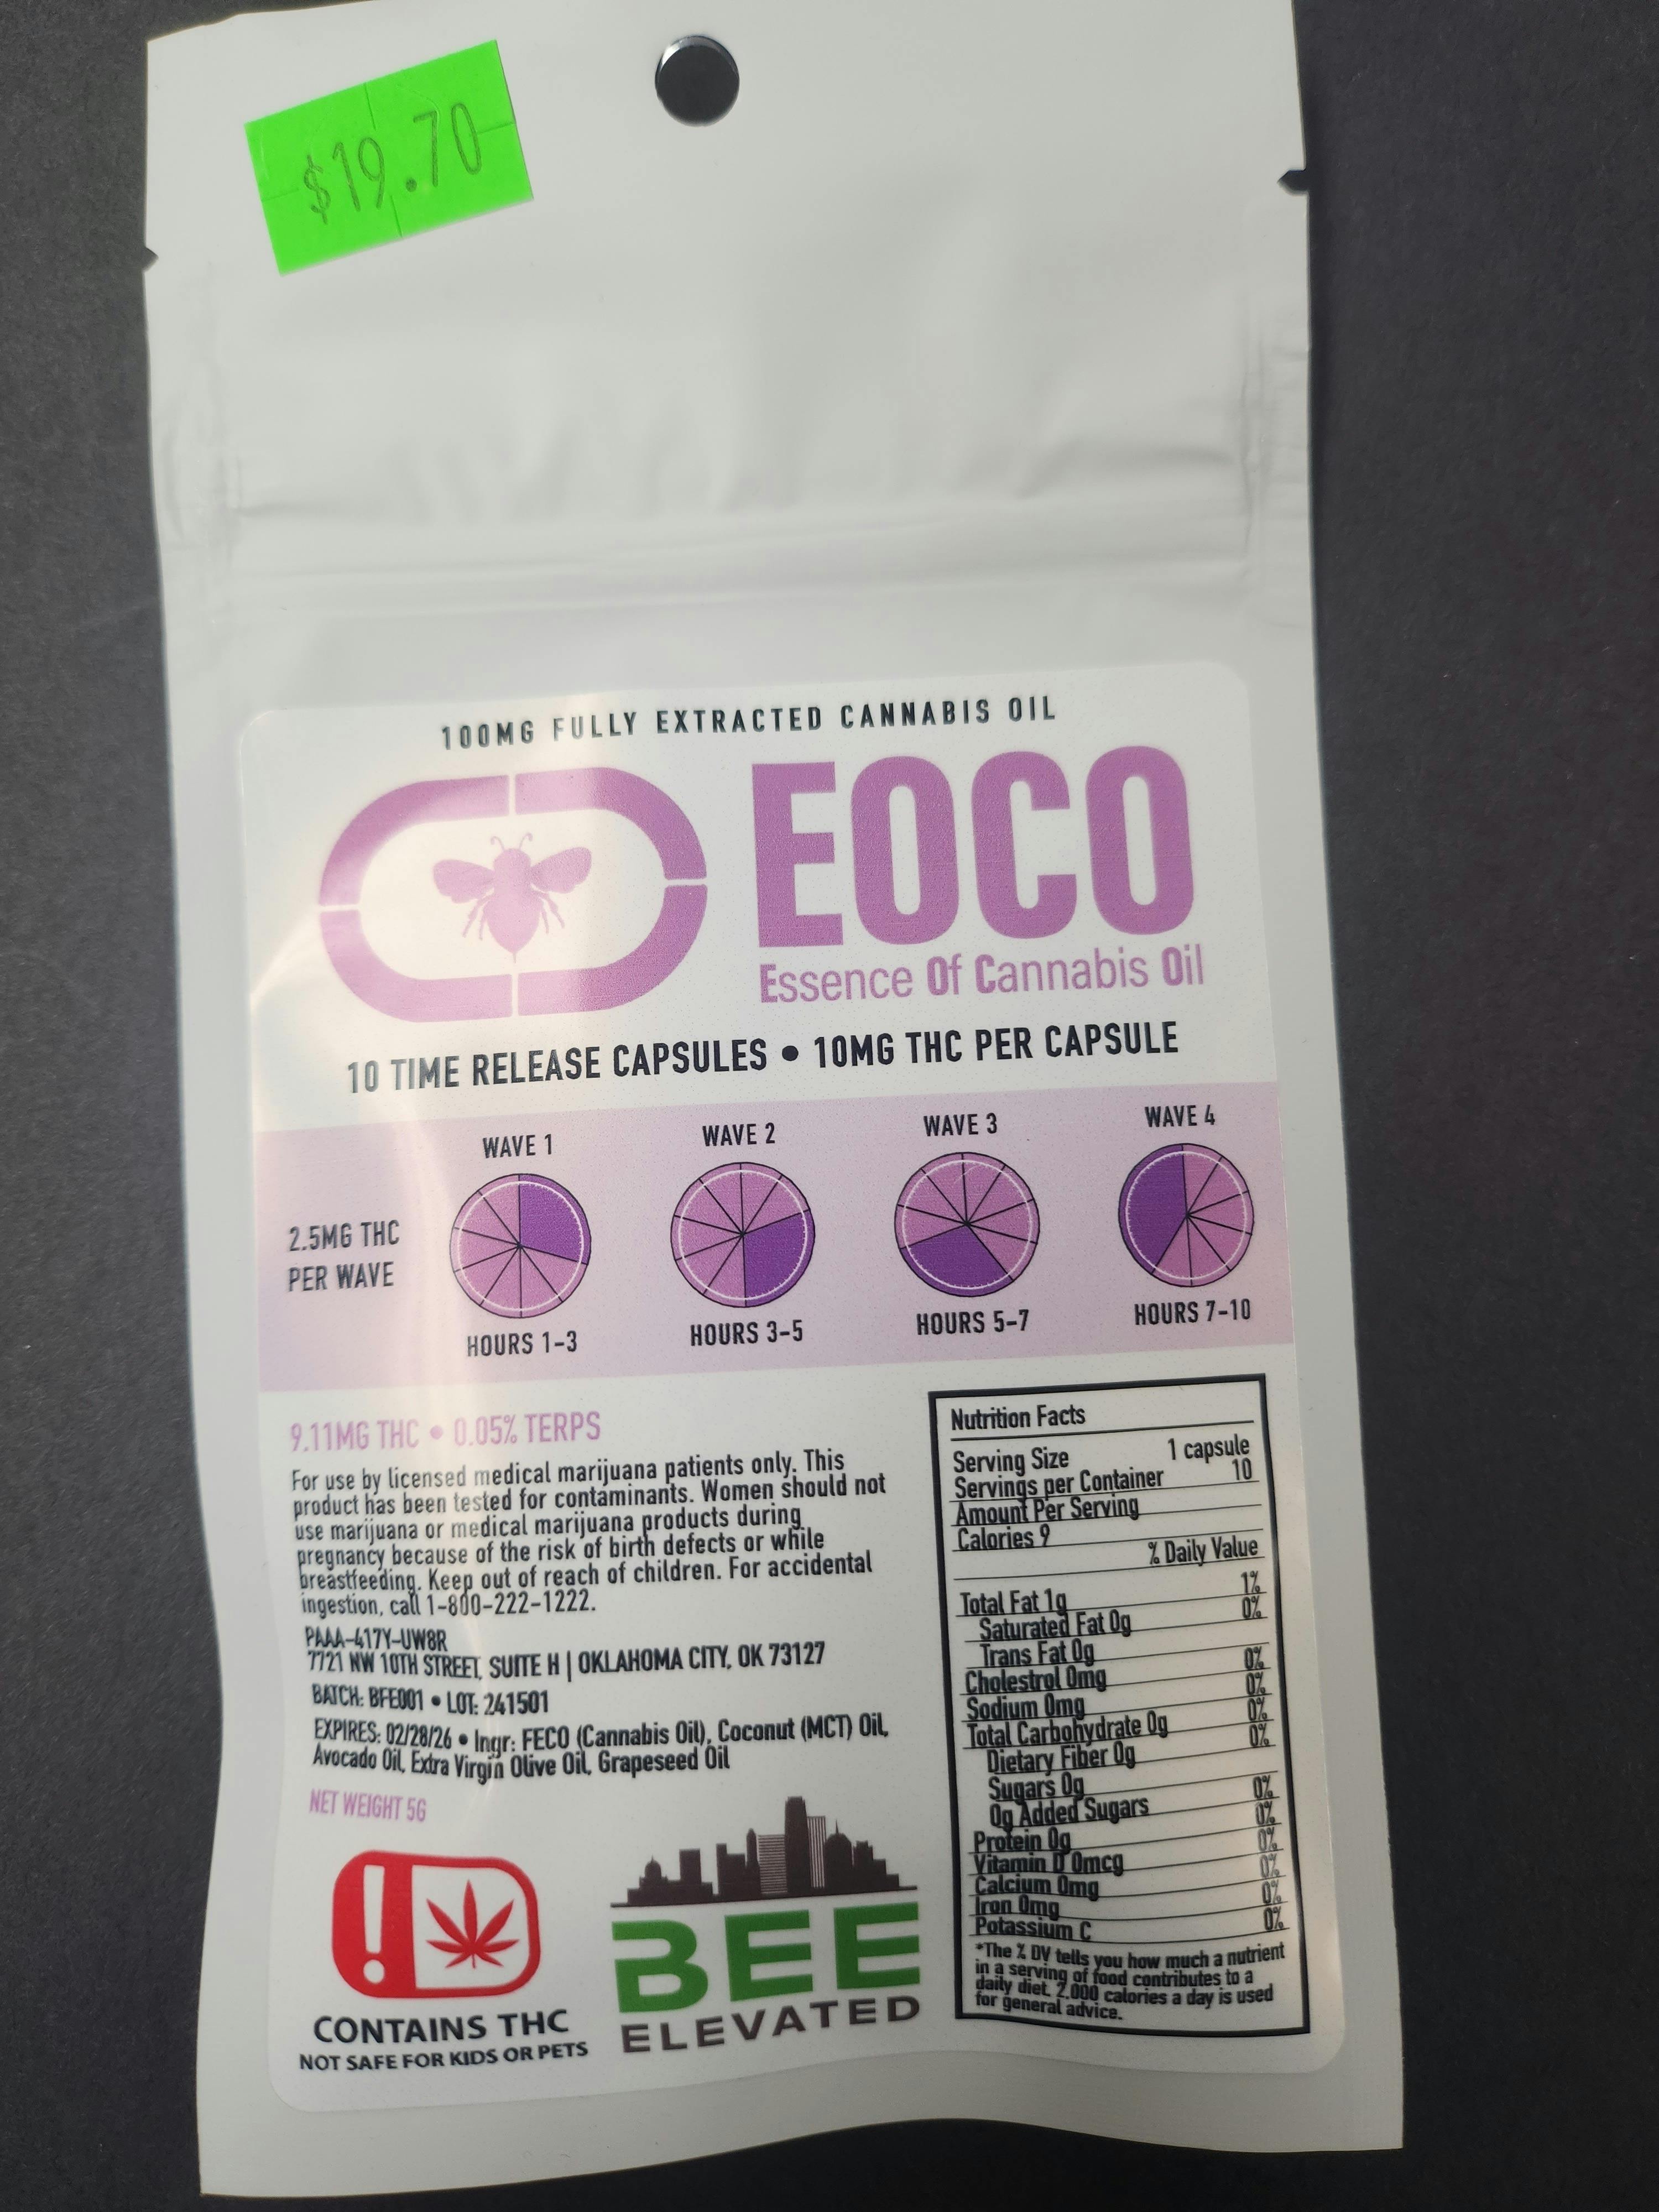 $19.70
100MG FULLY EXTRACTED CANNABIS OIL
EOCO
Essence Of Cannabis Oil
10 TIME RELEASE CAPSULES • 10MG THC PER CAPSULE
WAVE 1
WAVE 2
WAVE 3
WAVE 4
2.5MG THC
PER WAVE
HOURS 1-3
HOURS 3-5
HOURS 5-7
HOURS 7-10
9.11MG THC • 0.05% TERPS
For use by licensed medical marijuana patients only. This
product has been tested for contaminants. Women should not
use marijuana or medical marijuana products during
pregnancy because of the risk of birth defects or while
breastfeeding. Keep out of reach of children. For accidental
ingestion, call 1-800-222-1222.
PAAA-417Y-UW8R
7721 NW 10TH STREET, SUITE H | OKLAHOMA CITY, OK 73127
BATCH: BFE001 • LOT: 241501
EXPIRES: 02/28/26 • Ingr: FECO (Cannabis Oil), Coconut (MCT) Oil,
Avocado Oil, Extra Virgin Olive Oil, Grapeseed Oil
NET WEIGHT 5G
CONTAINS THC
NOT SAFE FOR KIDS OR PETS
BEE
ELEVATED
Nutrition Facts
Serving Size 1 capsule
Servings per Container 10
Amount Per Serving
Calories 9
% Daily Value
Total Fat 1g 1%
Saturated Fat 0g 0%
Trans Fat 0g
Cholestrol 0mg 0%
Sodium 0mg 0%
Total Carbohydrate 0g 0%
Dietary Fiber 0g 0%
Sugars 0g
0g Added Sugars 0%
Protein 0g 0%
Vitamin D 0mcg 0%
Calcium 0mg 0%
Iron 0mg 0%
Potassium C 0%
*The % DV tells you how much a nutrient
in a serving of food contributes to a
daily diet. 2,000 calories a day is used
for general advice.